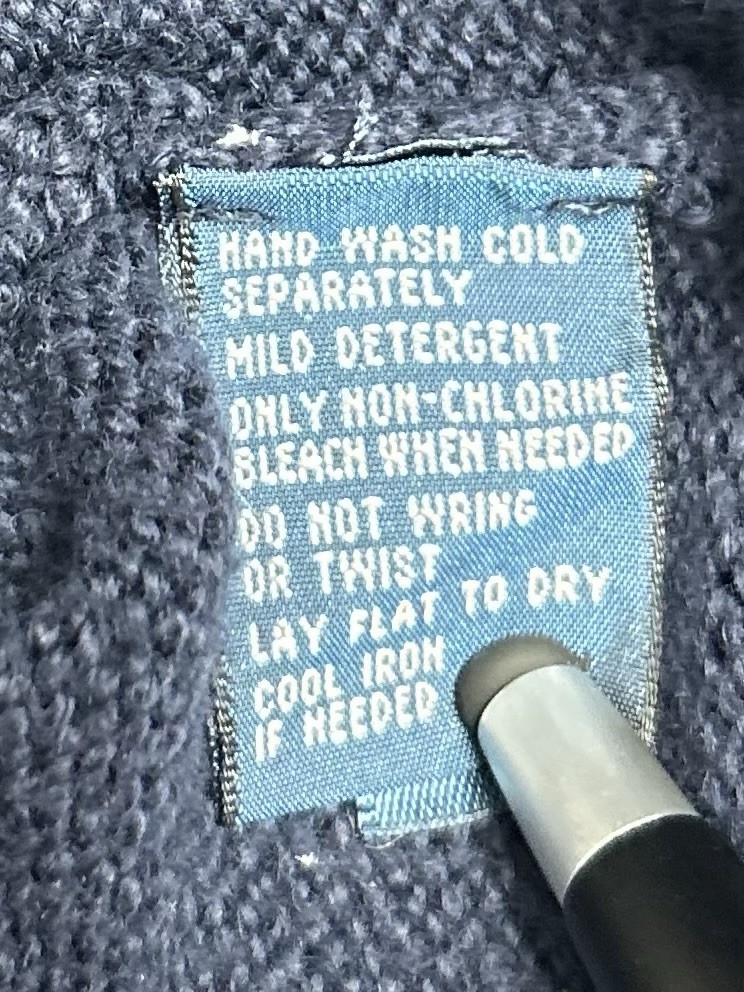 HAND WASH COLD
SEPARATELY
MILD DETERGENT
ONLY NON-CHLORINE
BLEACH WHEN NEEDED
DO NOT WRING
OR TWIST
LAY FLAT TO DRY
COOL IRON
IF NEEDED